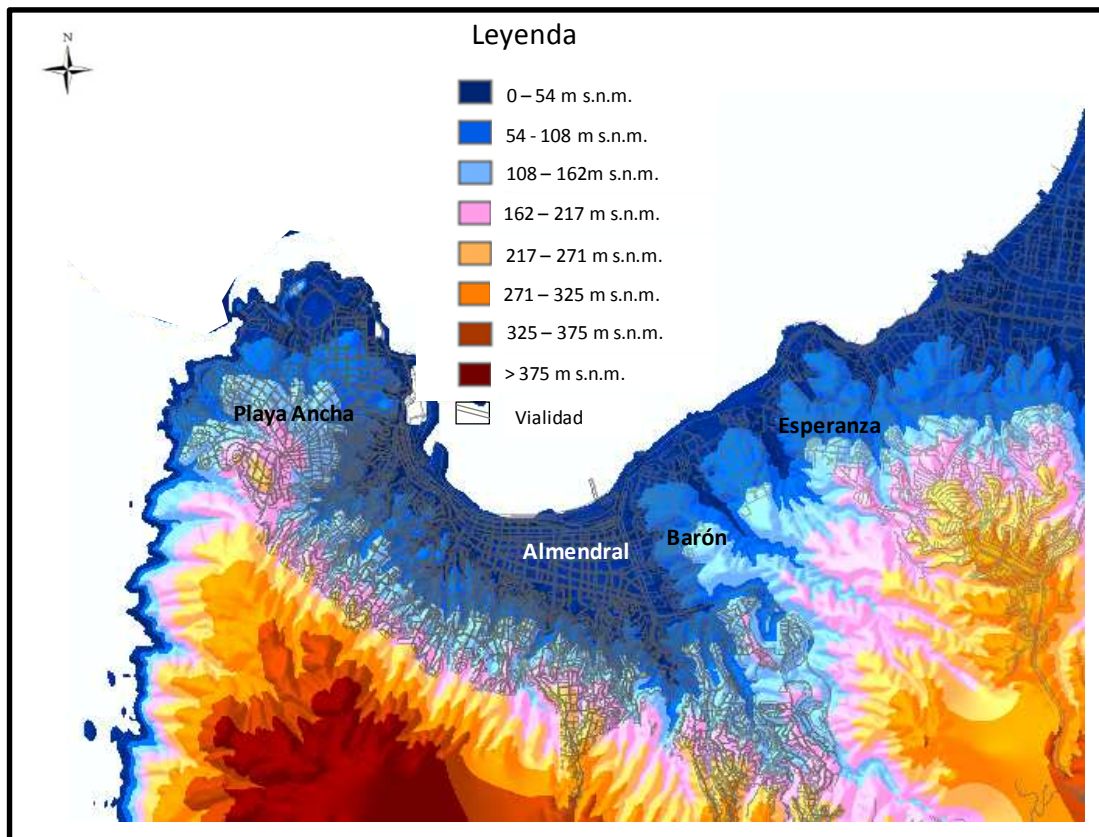 N
Leyenda
0 – 54 m s.n.m.
54 - 108 m s.n.m.
108 – 162m s.n.m.
162 – 217 m s.n.m.
217 – 271 m s.n.m.
271 – 325 m s.n.m.
325 – 375 m s.n.m.
> 375 m s.n.m.
Vialidad
Playa Ancha
Esperanza
Almendral
Barón